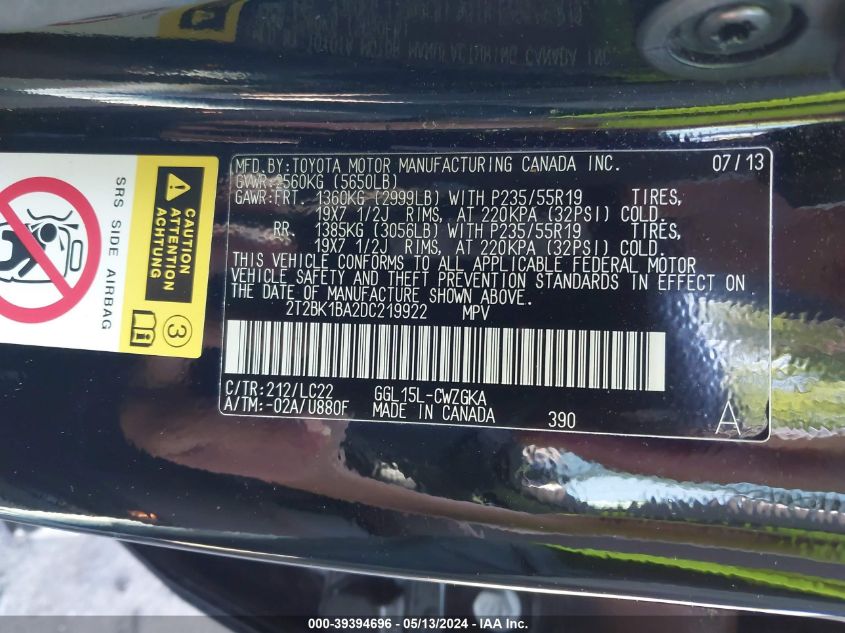 MFD. BY: TOYOTA MOTOR MANUFACTURING CANADA INC. 07/13
GVWR: 2560KG (5650LB)
GAWR: FRT. 1360KG (2999LB) WITH P235/55R19 TIRES,
19X7 1/2J RIMS, AT 220KPA (32PSI) COLD.
RR. 1385KG (3056LB) WITH P235/55R19 TIRES,
19X7 1/2J RIMS, AT 220KPA (32PSI) COLD.
THIS VEHICLE CONFORMS TO ALL APPLICABLE FEDERAL MOTOR
VEHICLE SAFETY AND THEFT PREVENTION STANDARDS IN EFFECT ON
THE DATE OF MANUFACTURE SHOWN ABOVE.
2T2BK1BA2DC219922 MPV
C/TR: 212/LC22 GGL15L-CWZGKA
A/TM: -02A/U880F MADE IN CANADA 390 A
SRS SIDE AIRBAG
CAUTION
ATTENTION
ACHTUNG
3
000-39394696 - 05/13/2024 - IAA Inc.